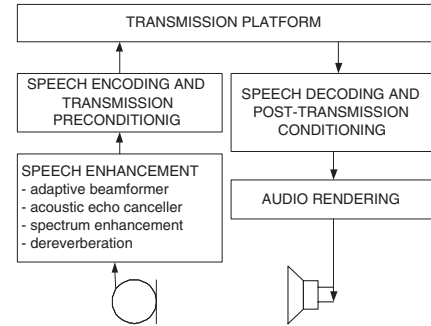 TRANSMISSION PLATFORM
SPEECH ENCODING AND
TRANSMISSION
PRECONDITIONIG
SPEECH DECODING AND
POST-TRANSMISSION
CONDITIONING
SPEECH ENHANCEMENT
- adaptive beamformer
- acoustic echo canceller
- spectrum enhancement
- dereverberation
AUDIO RENDERING